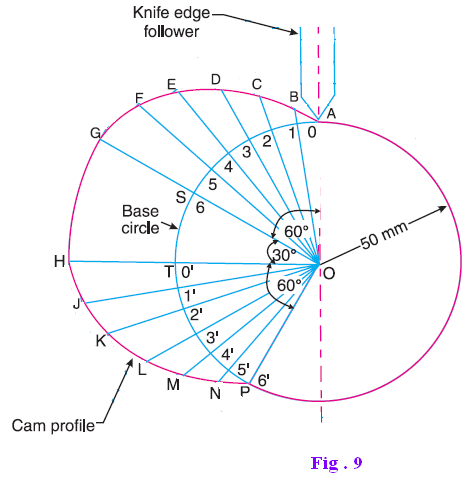 Knife edge
follower
A
B
C
D
E
F
G
0
1
2
3
4
5
6
S
Base
circle
60°
30°
60°
50 mm
O
H
T
0'
J
1'
K
2'
L
3'
M
4'
N
5'
P
6'
Cam profile
Fig . 9